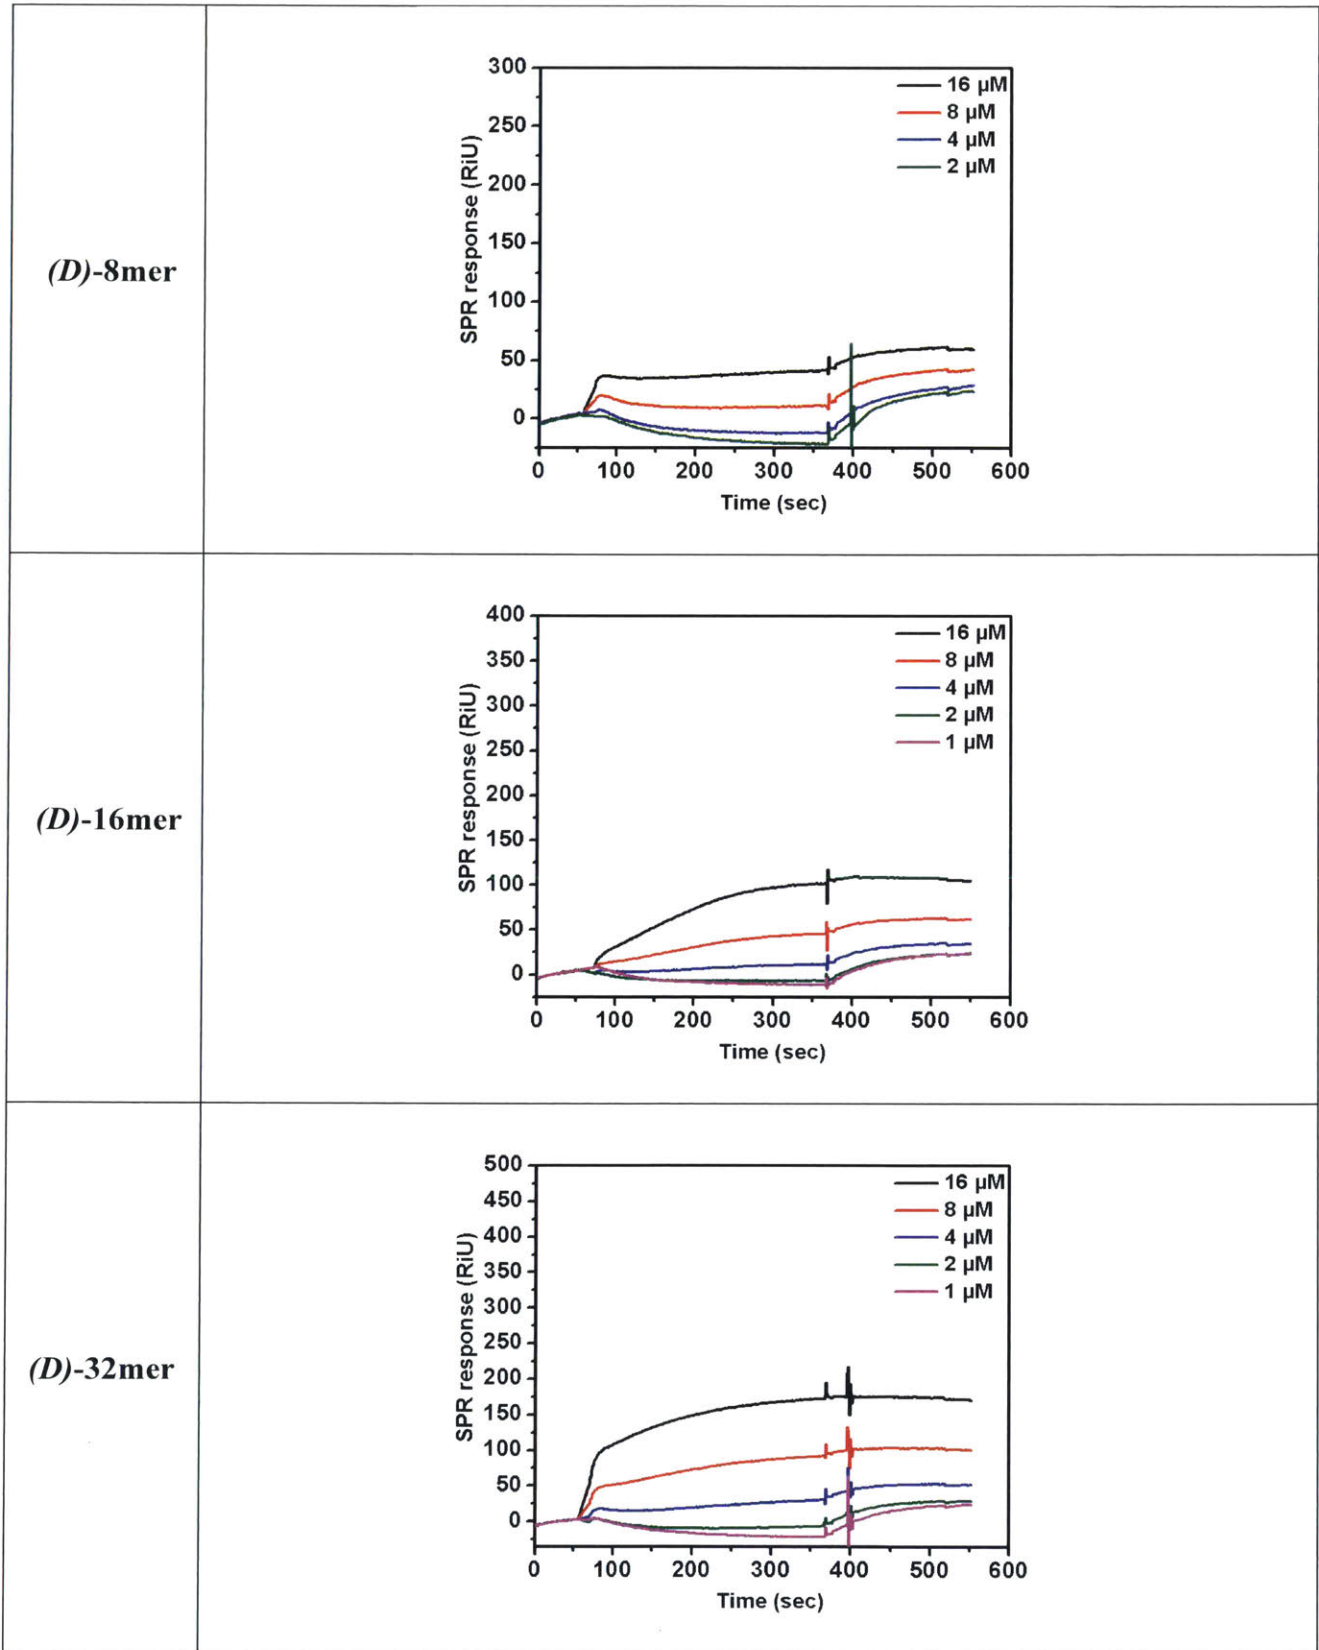 (D)-8mer
300
250
200
150
100
50
0
SPR response (RiU)
16 µM
8 µM
4 µM
2 µM
0 100 200 300 400 500 600
Time (sec)
(D)-16mer
400
350
300
250
200
150
100
50
0
SPR response (RiU)
16 µM
8 µM
4 µM
2 µM
1 µM
0 100 200 300 400 500 600
Time (sec)
(D)-32mer
500
450
400
350
300
250
200
150
100
50
0
SPR response (RiU)
16 µM
8 µM
4 µM
2 µM
1 µM
0 100 200 300 400 500 600
Time (sec)